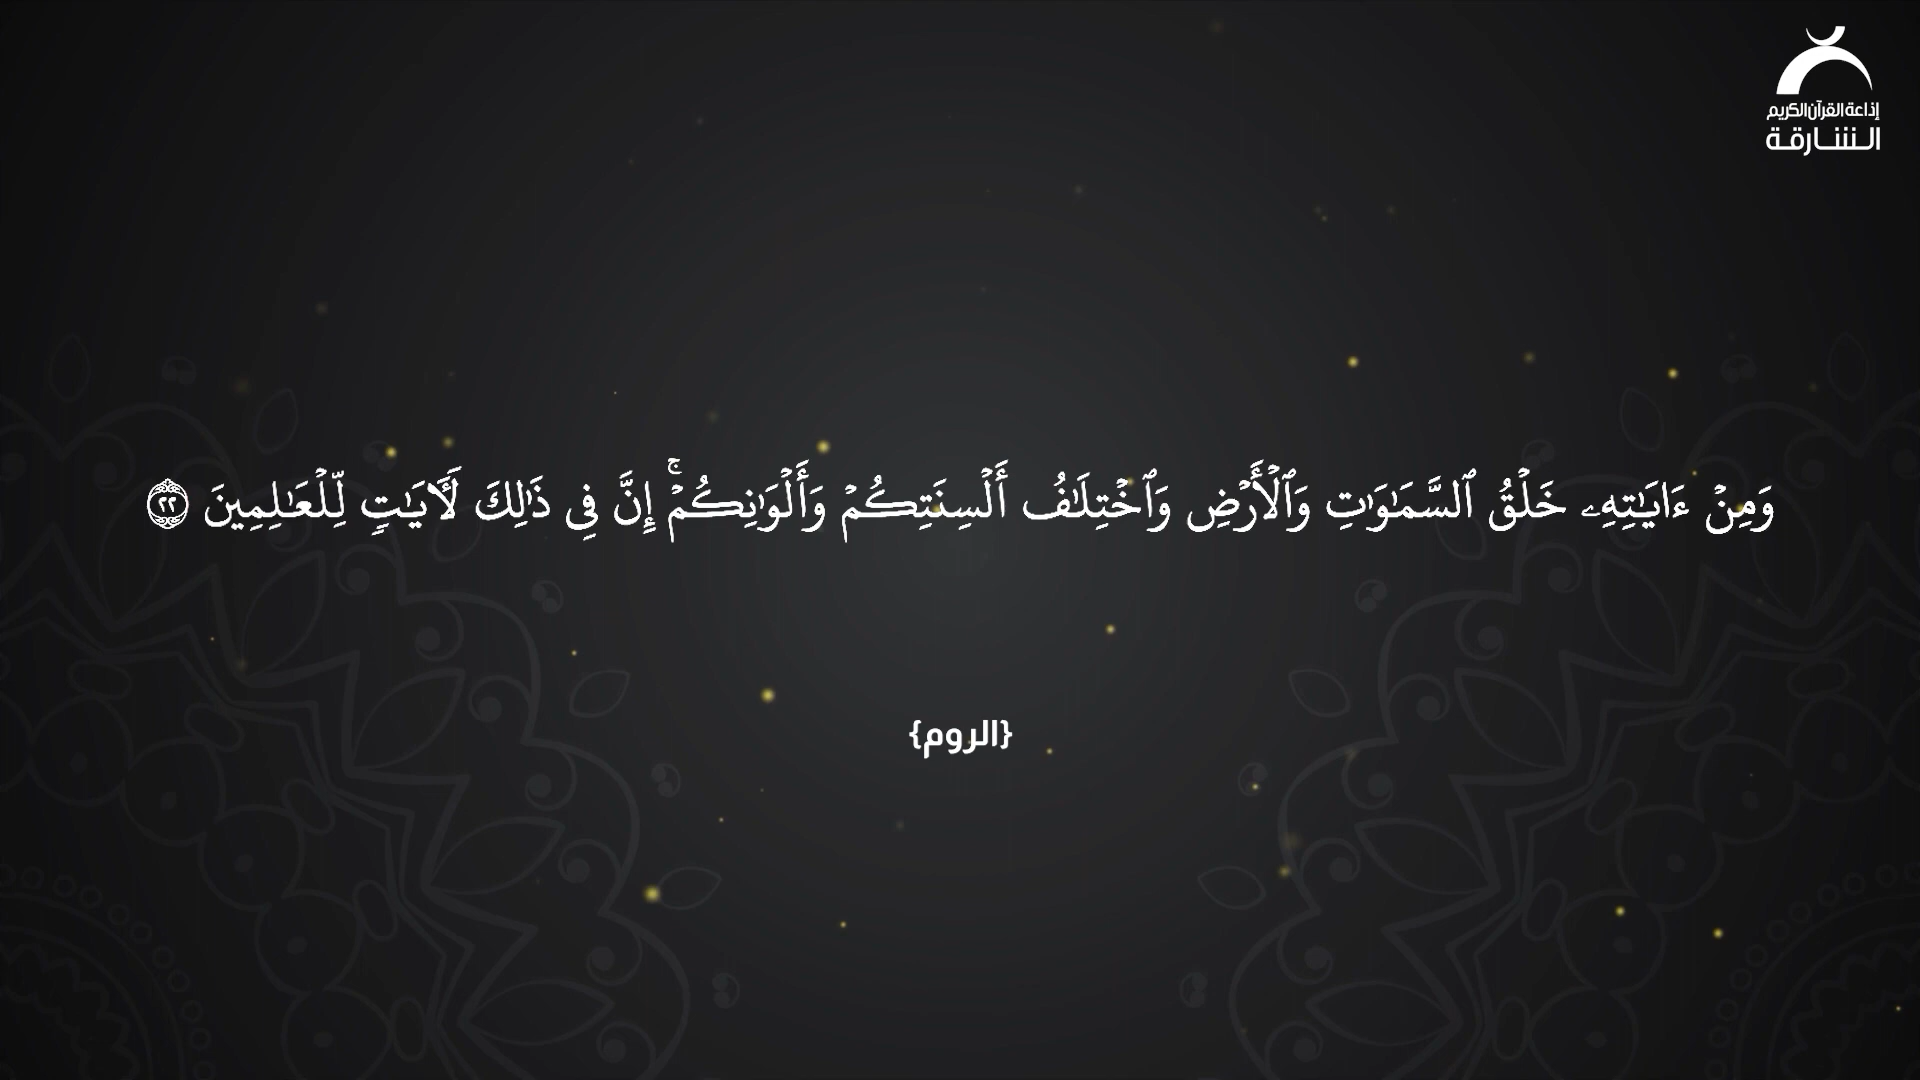 إذاعة القرآن الكريم
الشارقة
وَمِنْ ءَايَـٰتِهِۦ خَلْقُ ٱلسَّمَـٰوَٰتِ وَٱلْأَرْضِ وَٱخْتِلَـٰفُ أَلْسِنَتِكُمْ وَأَلْوَٰنِكُمْ ۚ إِنَّ فِى ذَٰلِكَ لَـَٔايَـٰتٍ لِّلْعَـٰلِمِينَ ٢٢
{الروم}